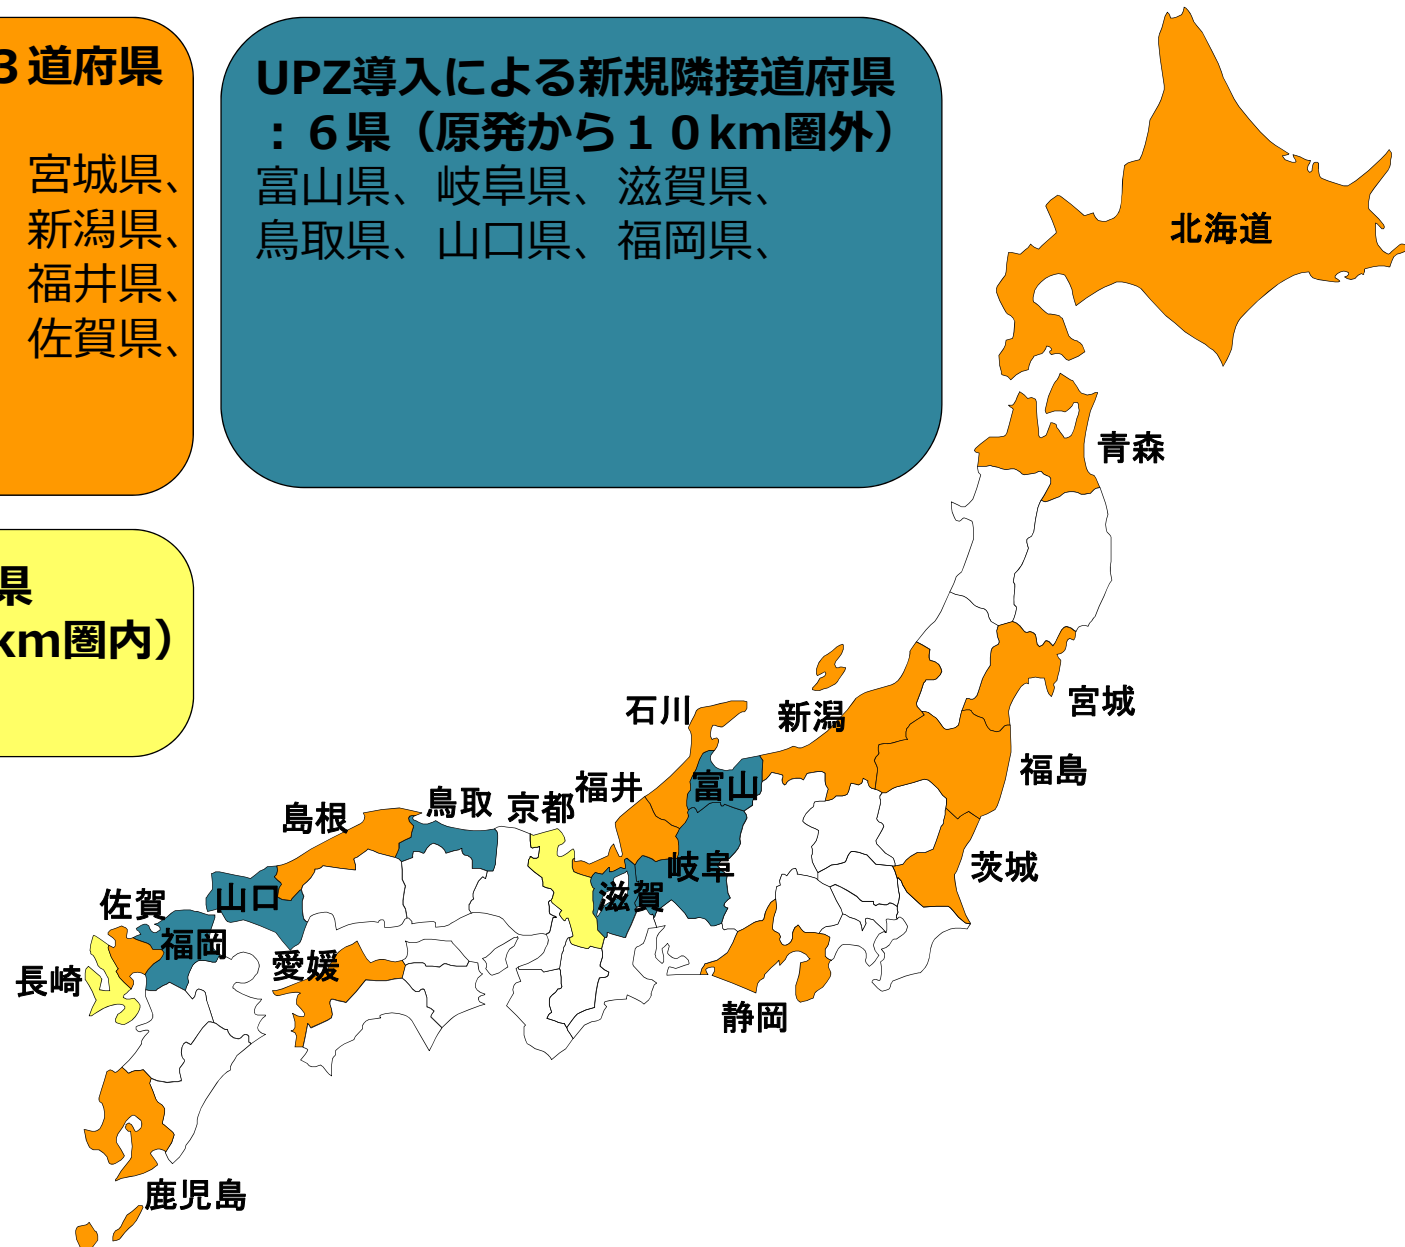 ３道府県
宮城県、
新潟県、
福井県、
佐賀県、
UPZ導入による新規隣接道府県
：６県（原発から１０km圏外）
富山県、岐阜県、滋賀県、
鳥取県、山口県、福岡県、
県
km圏内）
北海道
青森
宮城
石川
新潟
福島
福井
富山
鳥取
京都
島根
茨城
岐阜
滋賀
山口
佐賀
福岡
愛媛
長崎
静岡
鹿児島